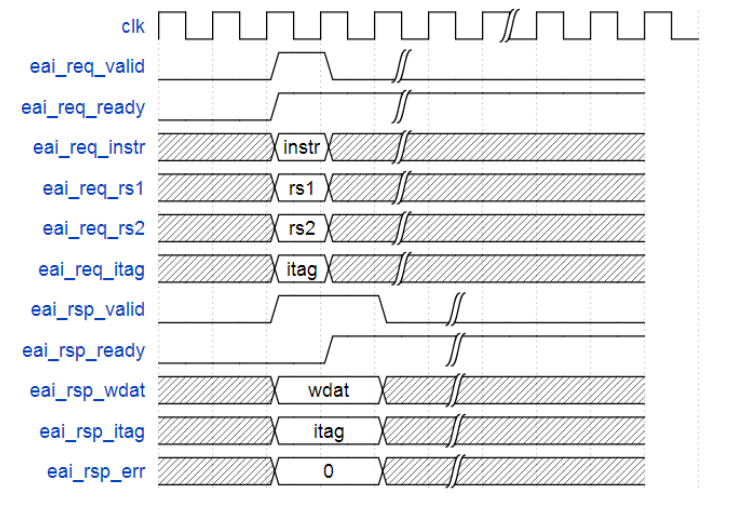 clk
eai_req_valid
eai_req_ready
eai_req_instr instr
eai_req_rs1 rs1
eai_req_rs2 rs2
eai_req_itag itag
eai_rsp_valid
eai_rsp_ready
eai_rsp_wdat wdat
eai_rsp_itag itag
eai_rsp_err 0